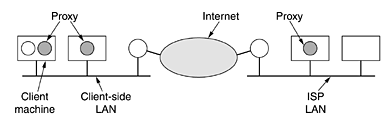 Proxy
Internet
Proxy
Client
machine
Client-side
LAN
ISP
LAN